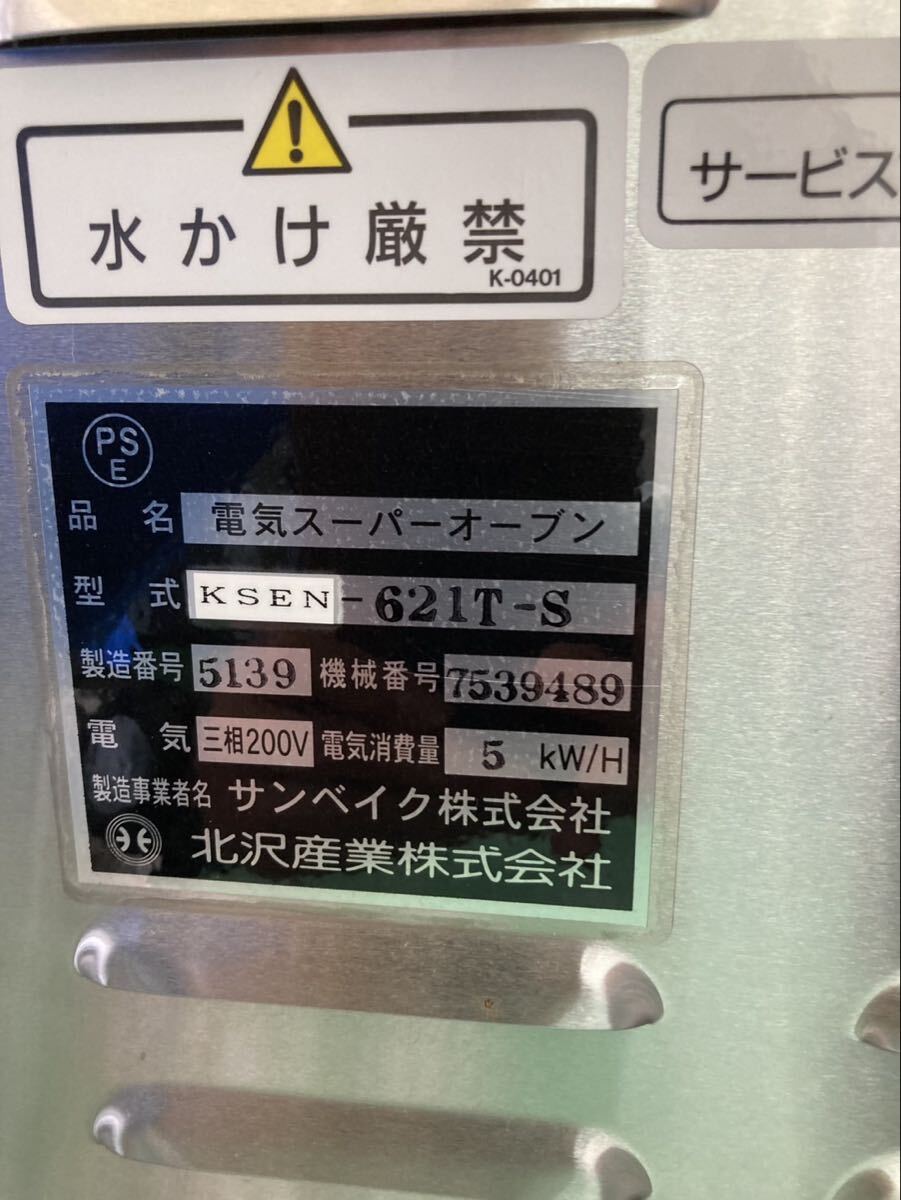 水かけ厳禁
K-0401
サービス
PSE
品名 電気スーパーオーブン
型式 KSEN-621T-S
製造番号 5139 機械番号 7539489
電気 三相200V 電気消費量 5 kW/H
製造事業者名 サンベイク株式会社
北沢産業株式会社